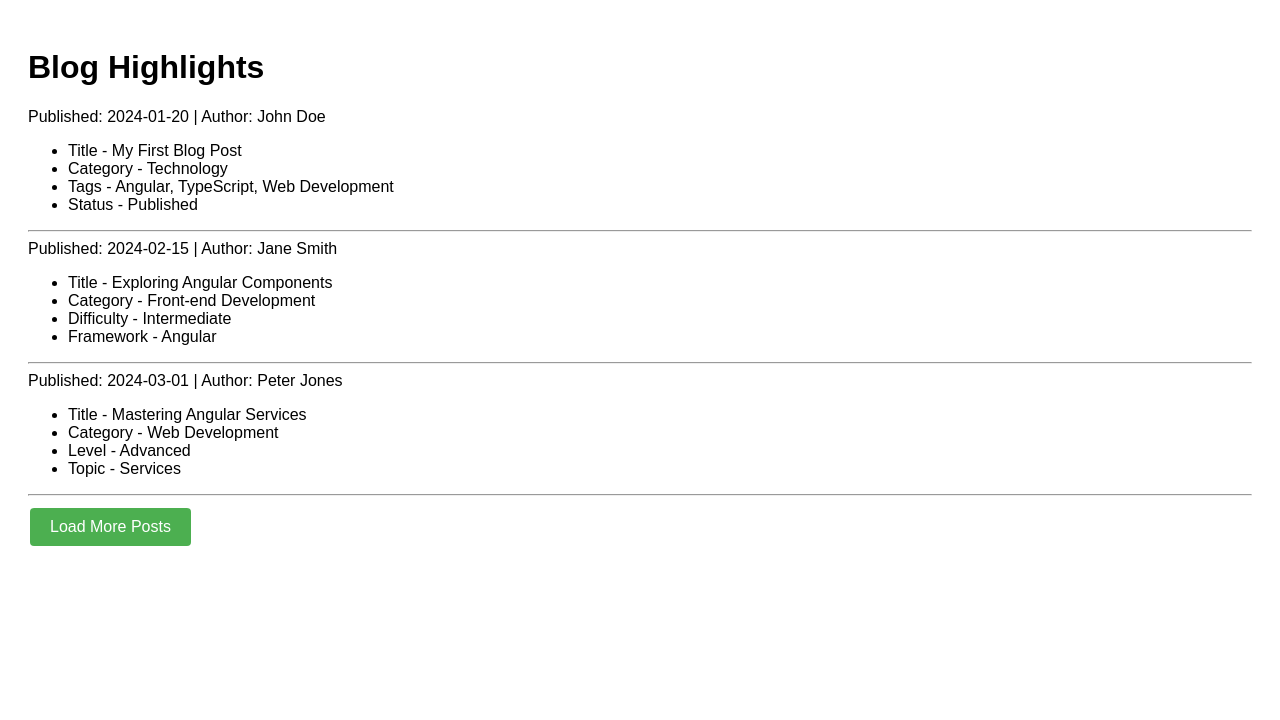 Blog Highlights
Published: 2024-01-20 | Author: John Doe
Title - My First Blog Post
Category - Technology
Tags - Angular, TypeScript, Web Development
Status - Published
Published: 2024-02-15 | Author: Jane Smith
Title - Exploring Angular Components
Category - Front-end Development
Difficulty - Intermediate
Framework - Angular
Published: 2024-03-01 | Author: Peter Jones
Title - Mastering Angular Services
Category - Web Development
Level - Advanced
Topic - Services
Load More Posts